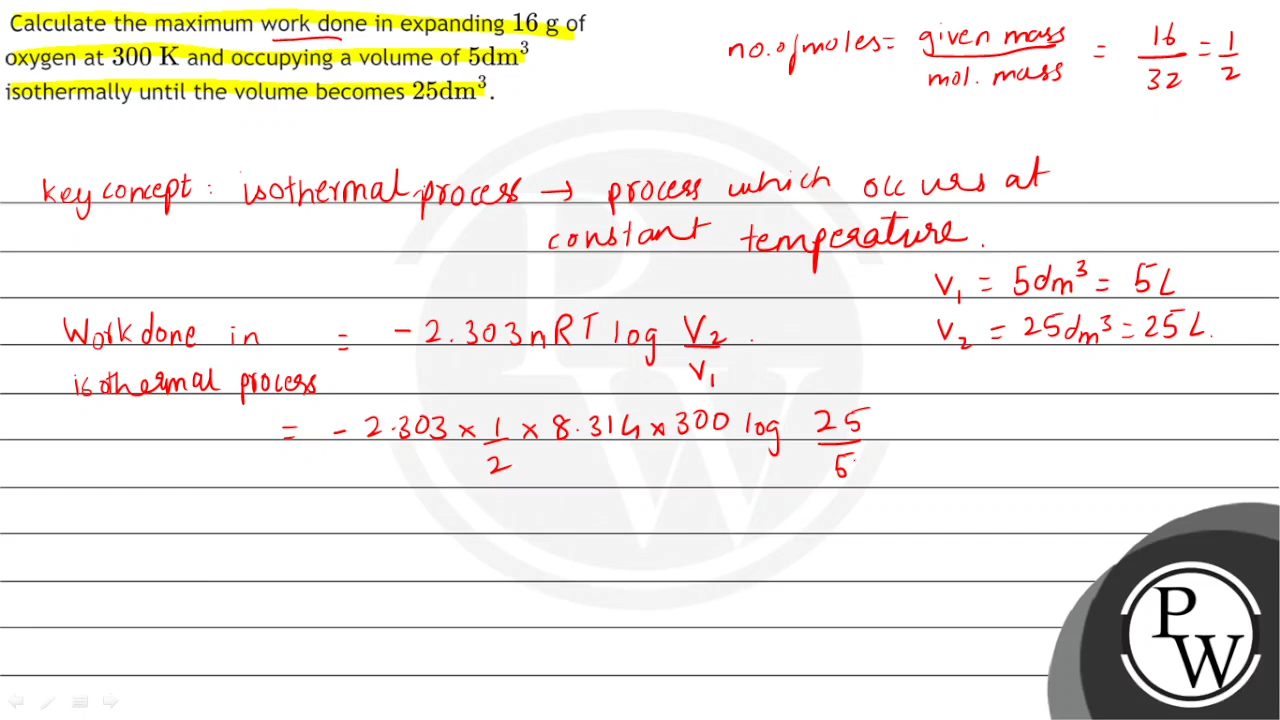 Calculate the maximum work done in expanding 16 g of
oxygen at 300 K and occupying a volume of 5dm³
isothermally until the volume becomes 25dm³.
no. of moles = given mass / mol. mass = 16/32 = 1/2
Key concept : isothermal process → process which occurs at
constant temperature.
V₁ = 5dm³ = 5L
V₂ = 25dm³ = 25L.
Work done in isothermal process = - 2.303nRT log V₂/V₁ .
= - 2.303 × 1/2 × 8.314 × 300 log 25/5
PW
P
W